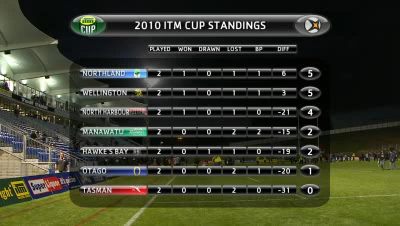 itm CUP 2010 ITM CUP STANDINGS
PLAYED WON DRAWN LOST BP DIFF
NORTHLAND 2 1 0 1 1 6 5
WELLINGTON 2 1 0 1 1 3 5
NORTH HARBOUR 2 1 0 1 0 -21 4
MANAWATU 2 0 0 2 2 -15 2
HAWKE'S BAY 2 0 1 1 0 -19 2
OTAGO 2 0 0 2 1 -20 1
TASMAN 2 0 0 2 0 -31 0